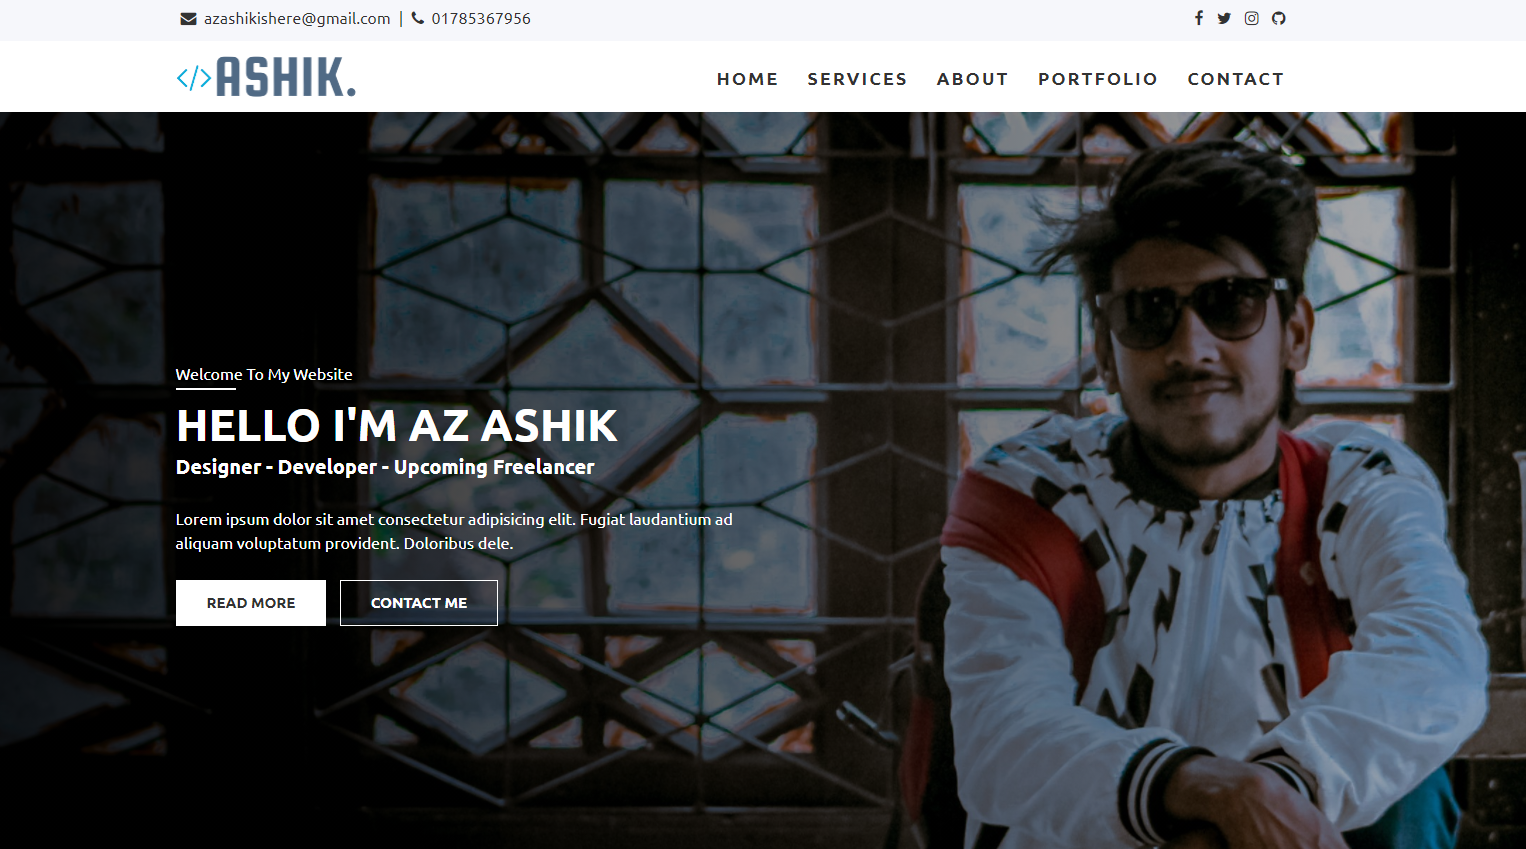 azashikishere@gmail.com | 01785367956
</>ASHIK.
HOME SERVICES ABOUT PORTFOLIO CONTACT
Welcome To My Website
HELLO I'M AZ ASHIK
Designer - Developer - Upcoming Freelancer
Lorem ipsum dolor sit amet consectetur adipisicing elit. Fugiat laudantium ad
aliquam voluptatum provident. Doloribus dele.
READ MORE CONTACT ME